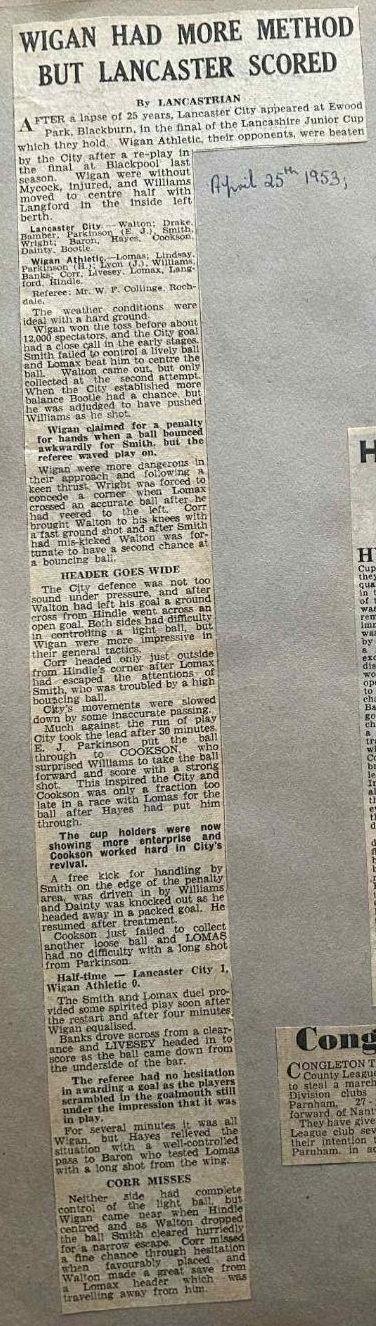 WIGAN HAD MORE METHOD
BUT LANCASTER SCORED
By LANCASTRIAN
AFTER a lapse of 25 years, Lancaster City appeared at Ewood
Park, Blackburn, in the final of the Lancashire Junior Cup
which they hold. Wigan Athletic, their opponents, were beaten
by the City after a re-play in
the final at Blackpool last
season. Wigan were without
Mycock, injured, and Williams
moved to centre half with
Langford in the inside left
berth.
April 25th 1953,
Lancaster City.—Walton; Drake,
Bamber; Parkinson (E. J.), Smith,
Wright; Baron, Hayes, Cookson,
Dainty, Bootle.
Wigan Athletic.—Lomas; Lindsay,
Parkinson (H.); Lyon (J.), Williams,
Banks; Corr, Livesey, Lomax, Lang-
ford, Hindle.
Referee: Mr. W. F. Collinge, Roch-
dale.
The weather conditions were
ideal with a hard ground.
Wigan won the toss before about
12,000 spectators, and the City goal
had a close call in the early stages.
Smith failed to control a lively ball
and Lomax beat him to centre the
ball. Walton came out, but only
collected at the second attempt.
When the City established more
balance Bootle had a chance, but
he was adjudged to have pushed
Williams as he shot.
Wigan claimed for a penalty
for hands when a ball bounced
awkwardly for Smith, but the
referee waved play on.
Wigan were more dangerous in
their approach and following a
keen thrust, Wright was forced to
concede a corner when Lomax
crossed an accurate ball after he
had veered to the left. Corr
brought Walton to his knees with
a fast ground shot and after Smith
had mis-kicked Walton was for-
tunate to have a second chance at
a bouncing ball.
HEADER GOES WIDE
The City defence was not too
sound under pressure, and after
Walton had left his goal a ground
cross from Hindle went across an
open goal. Both sides had difficulty
in controlling a light ball, but
Wigan were more impressive in
their general tactics.
Corr headed only just outside
from Hindle's corner after Lomax
had escaped the attentions of
Smith, who was troubled by a high
bouncing ball.
City's movements were slowed
down by some inaccurate passing.
Much against the run of play
City took the lead after 30 minutes.
E. J. Parkinson put the ball
through to COOKSON, who
surprised Williams to take the ball
forward and score with a strong
shot. This inspired the City and
Cookson was only a fraction too
late in a race with Lomas for the
ball after Hayes had put him
through.
The cup holders were now
showing more enterprise and
Cookson worked hard in City's
revival.
A free kick for handling by
Smith on the edge of the penalty
area, was driven in by Williams
and Dainty was knocked out as he
headed away in a packed goal. He
resumed after treatment.
Cookson just failed to collect
another loose ball and LOMAS
had no difficulty with a long shot
from Parkinson.
Half-time — Lancaster City 1,
Wigan Athletic 0.
The Smith and Lomax duel pro-
vided some spirited play soon after
the restart and after four minutes
Wigan equalised.
Banks drove across from a clear-
ance and LIVESEY headed in to
score as the ball came down from
the underside of the bar.
The referee had no hesitation
in awarding a goal as the players
scrambled in the goalmouth still
under the impression that it was
in play.
For several minutes it was all
Wigan, but Hayes relieved the
situation with a well-controlled
pass to Baron who tested Lomas
with a long shot from the wing.
CORR MISSES
Neither side had complete
control of the light ball, but
Wigan came near when Hindle
centred and as Walton dropped
the ball Smith cleared hurriedly
for a narrow escape. Corr missed
a fine chance through hesitation
when favourably placed and
Walton made a great save from
a Lomax header which was
travelling away from him.
H
Cong
CONGLETON T
County League
to steal a march
Division clubs
Parnham, 27-
forward of Nant
They have give
League club sev
their intention t
Parnham, in ac